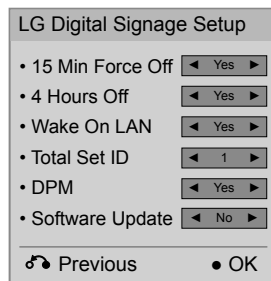 LG Digital Signage Setup
• 15 Min Force Off ◄ Yes ►
• 4 Hours Off ◄ Yes ►
• Wake On LAN ◄ Yes ►
• Total Set ID ◄ 1 ►
• DPM ◄ Yes ►
• Software Update ◄ No ►
Previous ● OK